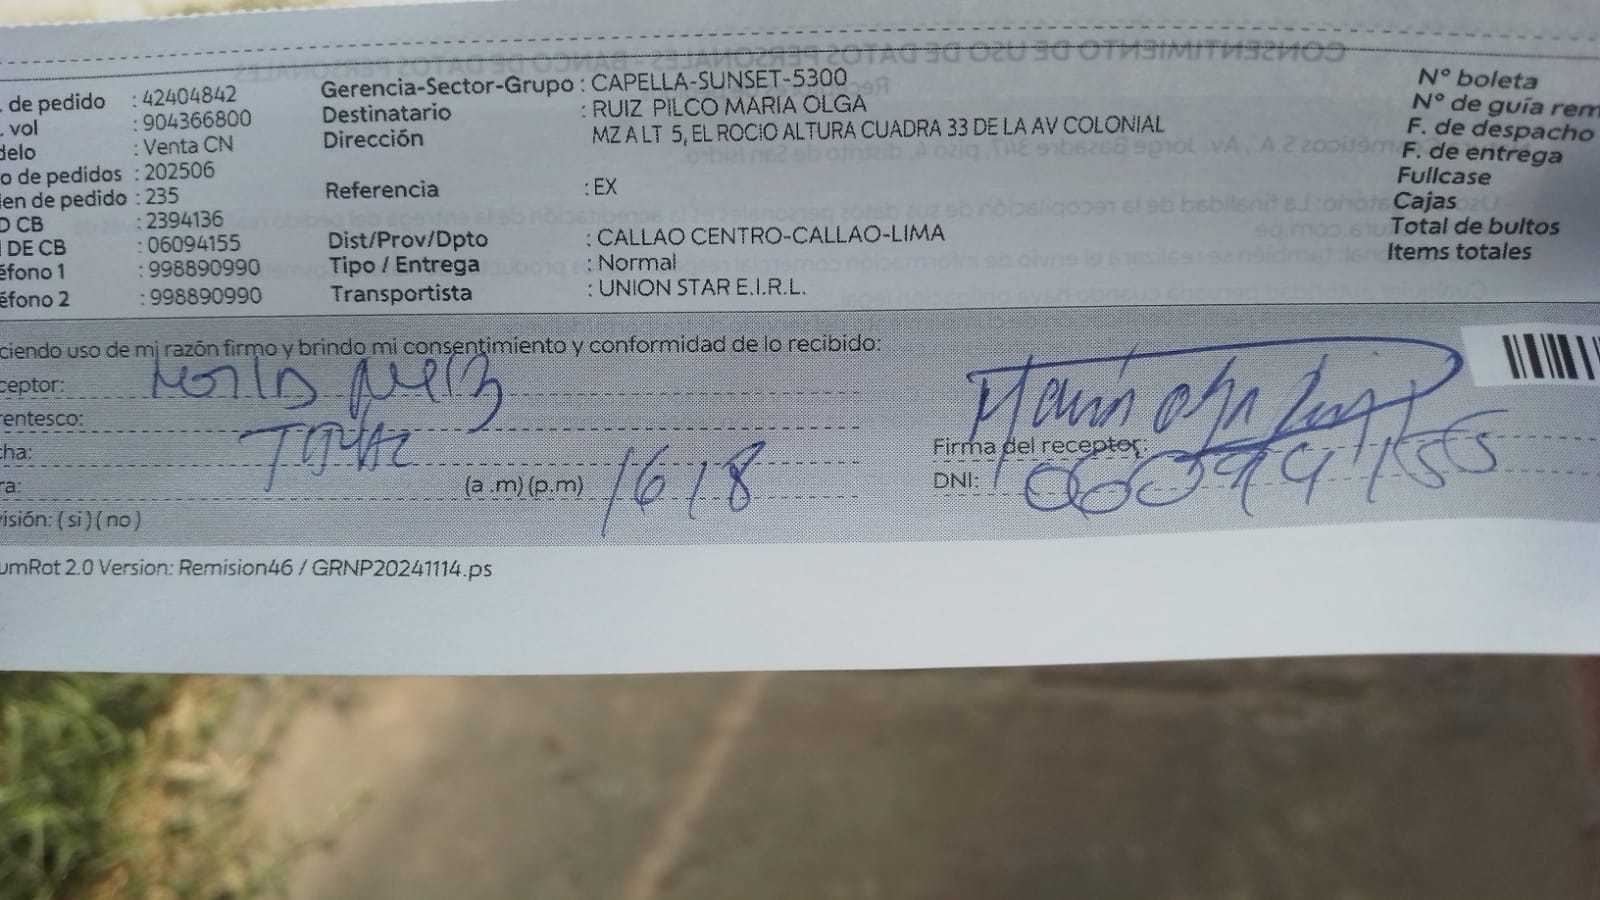 . de pedido : 42404842 Gerencia-Sector-Grupo : CAPELLA-SUNSET-5300 N° boleta
. vol : 904366800 Destinatario : RUIZ PILCO MARIA OLGA N° de guía rem
delo : Venta CN Dirección MZ A LT 5, EL ROCIO ALTURA CUADRA 33 DE LA AV COLONIAL F. de despacho
o de pedidos : 202506 F. de entrega
en de pedido : 235 Referencia : EX Fullcase
D CB : 2394136 Cajas
DE CB : 06094155 Dist/Prov/Dpto : CALLAO CENTRO-CALLAO-LIMA Total de bultos
éfono 1 : 998890990 Tipo / Entrega : Normal Items totales
éfono 2 : 998890990 Transportista : UNION STAR E.I.R.L.
ciendo uso de mi razón firmo y brindo mi consentimiento y conformidad de lo recibido:
ceptor:
rentesco:
cha: Firma del receptor:
ra: (a .m) (p.m) 1618 DNI: 06094155
isión: ( si ) ( no )
umRot 2.0 Version: Remision46 / GRNP20241114.ps